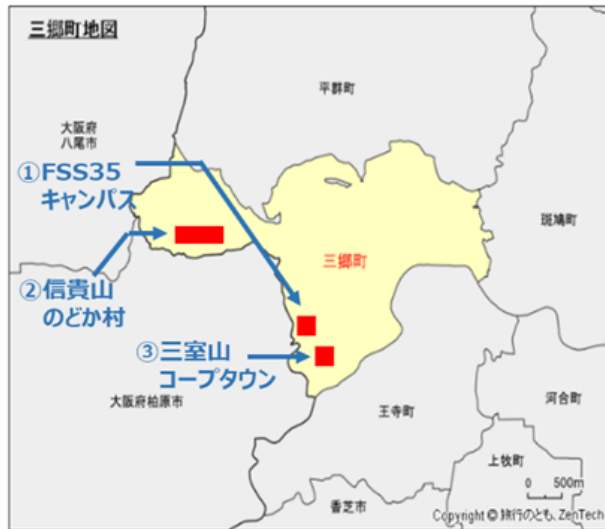 三郷町地図
平群町
大阪府
八尾市
①FSS35
キャンパス
斑鳩町
三郷町
②信貴山
のどか村
③三室山
コープタウン
大阪府柏原市
王寺町
河合町
上牧町
香芝市
0 500m
Copyright © 旅行のとも、ZenTech